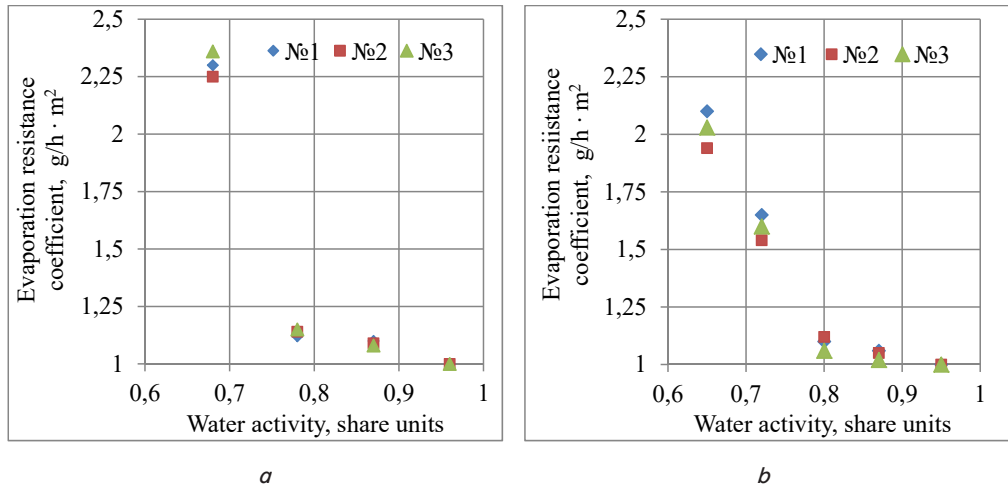 Evaporation resistance
coefficient, g/h · m²
2,5
2,25
2
1,75
1,5
1,25
1
№1 №2 №3
0,6 0,7 0,8 0,9 1
Water activity, share units
a
Evaporation resiistance
coefficient, g/h · m²
2,5
2,25
2
1,75
1,5
1,25
1
№1 №2 №3
0,6 0,7 0,8 0,9 1
Water activity, share units
b